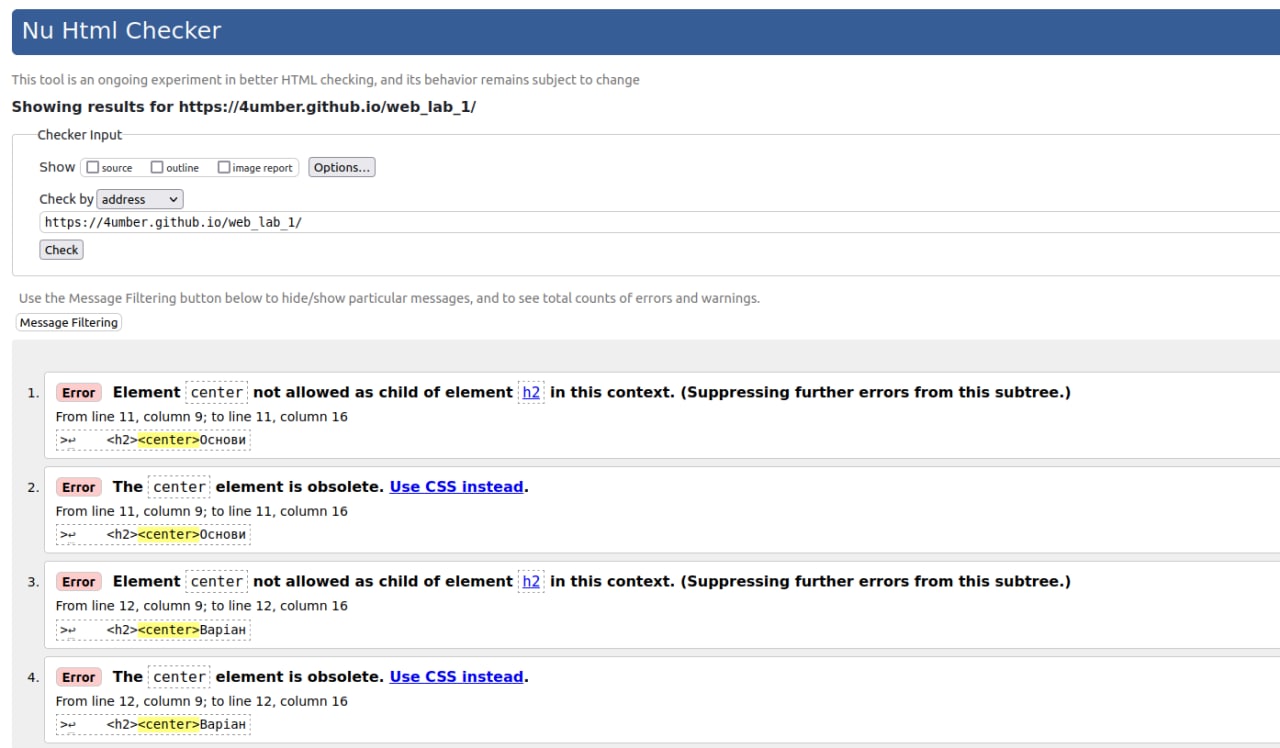 Nu Html Checker
This tool is an ongoing experiment in better HTML checking, and its behavior remains subject to change
Showing results for https://4umber.github.io/web_lab_1/
Checker Input
Show source outline image report Options...
Check by address
https://4umber.github.io/web_lab_1/
Check
Use the Message Filtering button below to hide/show particular messages, and to see total counts of errors and warnings.
Message Filtering
1. Error Element center not allowed as child of element h2 in this context. (Suppressing further errors from this subtree.)
From line 11, column 9; to line 11, column 16
>↩ <h2><center>Основи
2. Error The center element is obsolete. Use CSS instead.
From line 11, column 9; to line 11, column 16
>↩ <h2><center>Основи
3. Error Element center not allowed as child of element h2 in this context. (Suppressing further errors from this subtree.)
From line 12, column 9; to line 12, column 16
>↩ <h2><center>Варіан
4. Error The center element is obsolete. Use CSS instead.
From line 12, column 9; to line 12, column 16
>↩ <h2><center>Варіан